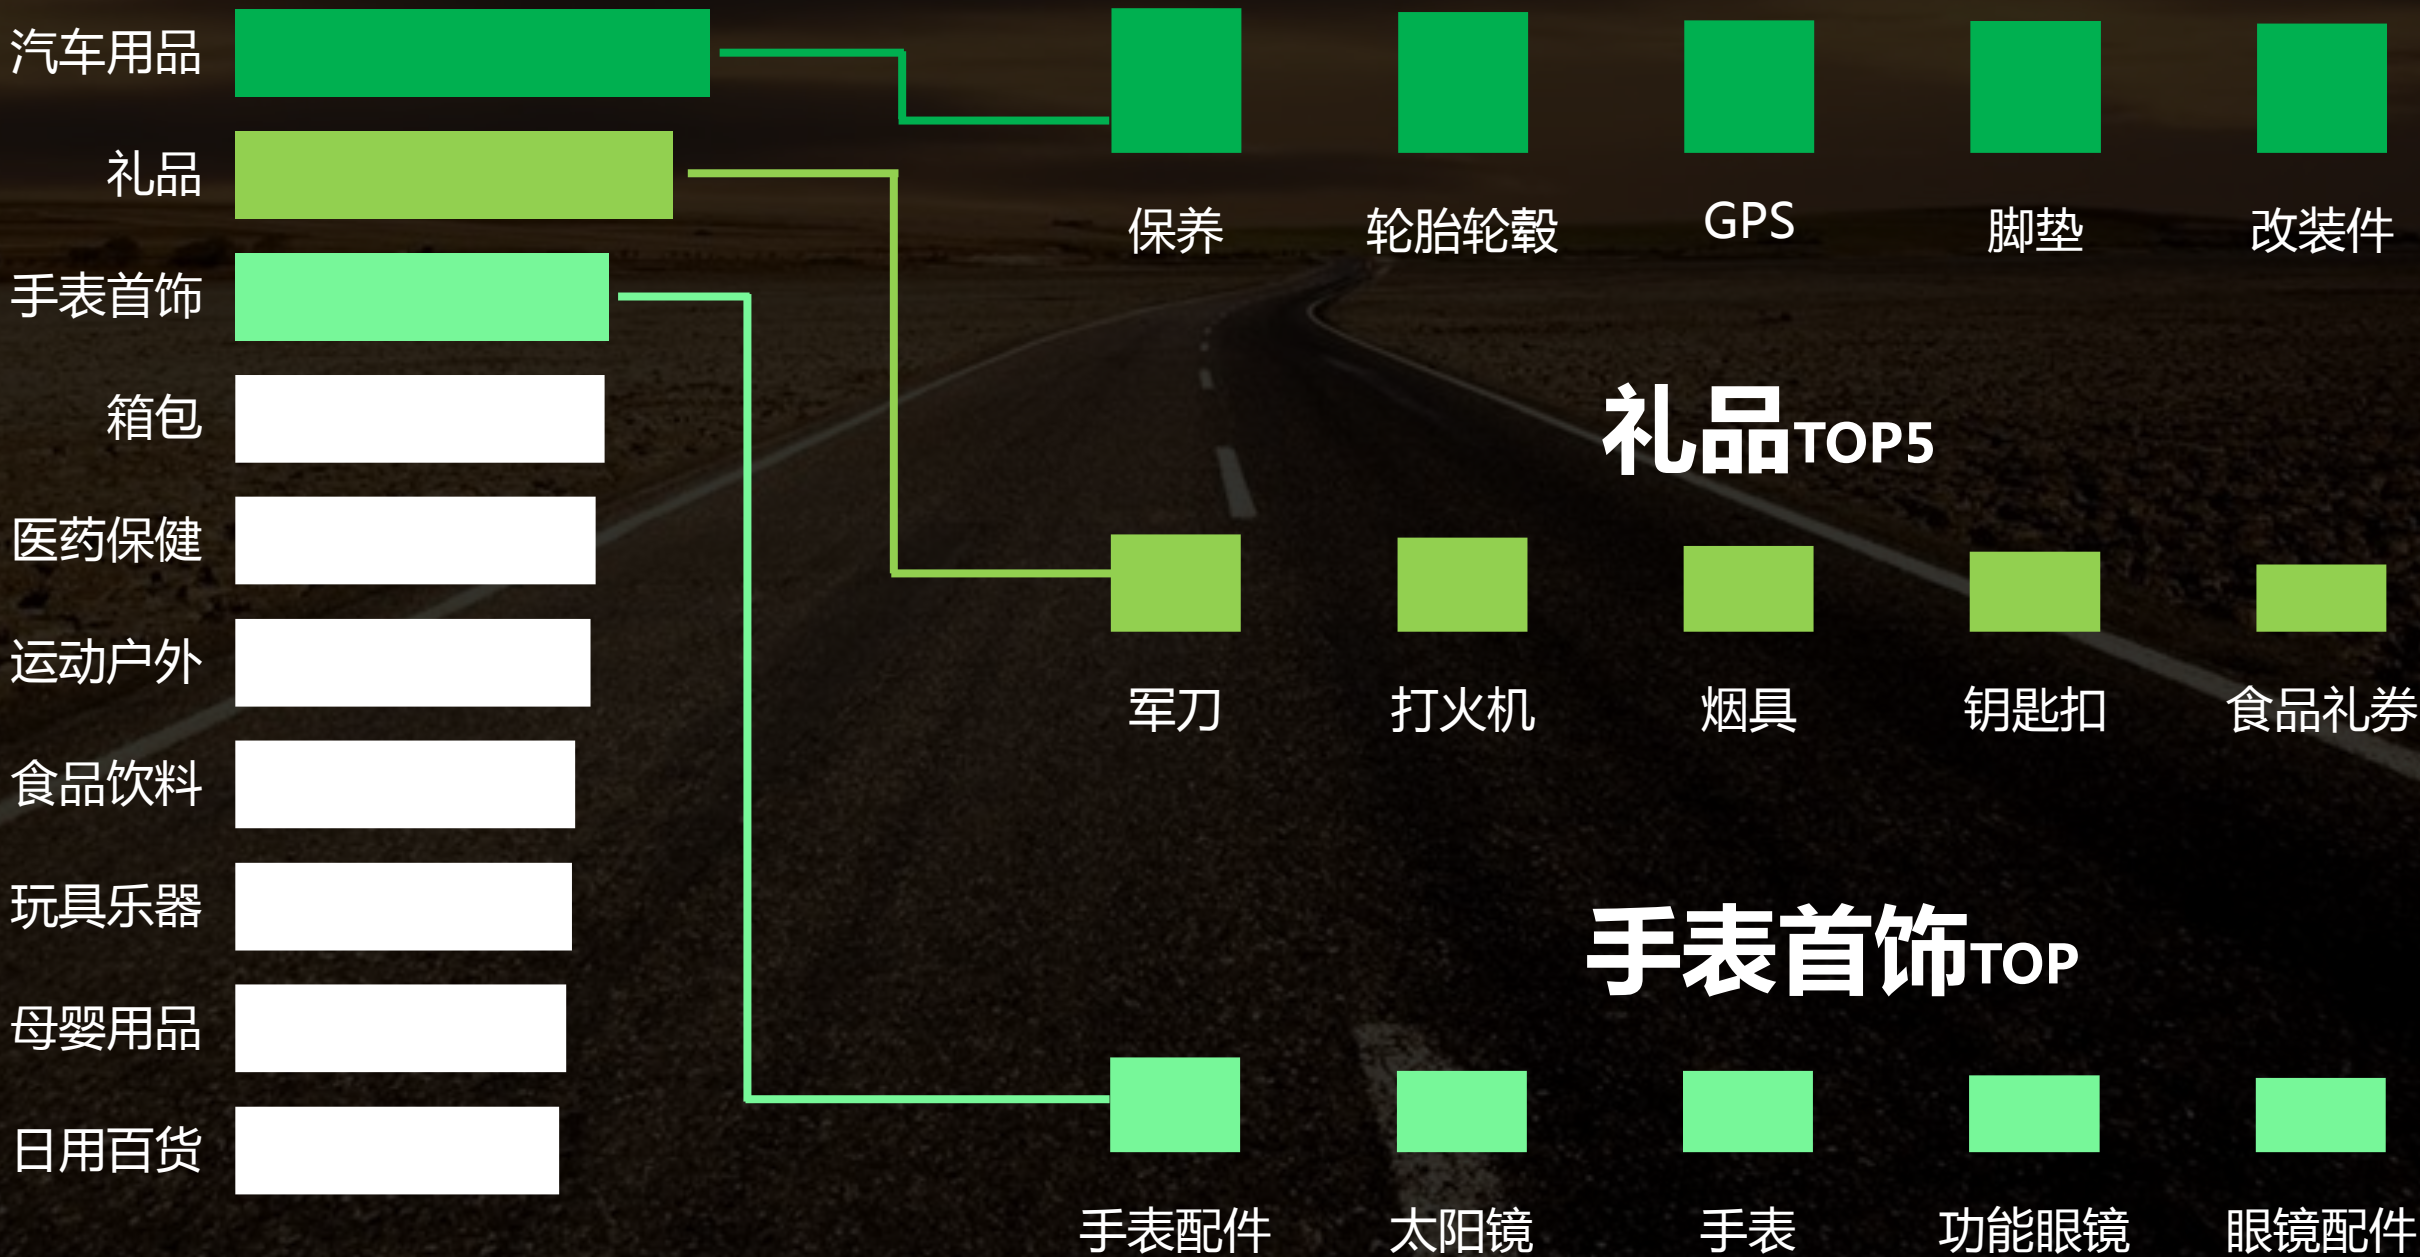 汽车用品
礼品
手表首饰
箱包
医药保健
运动户外
食品饮料
玩具乐器
母婴用品
日用百货
保养
轮胎轮毂
GPS
脚垫
改装件
礼品TOP5
军刀
打火机
烟具
钥匙扣
食品礼券
手表首饰TOP
手表配件
太阳镜
手表
功能眼镜
眼镜配件